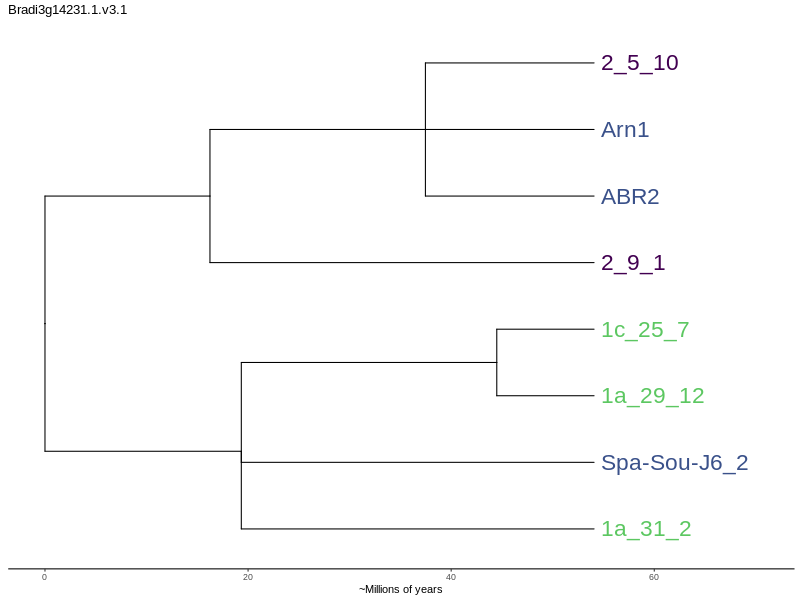 Bradi3g14231.1.v3.1
2_5_10
Arn1
ABR2
2_9_1
1c_25_7
1a_29_12
Spa-Sou-J6_2
1a_31_2
0 20 40 60
~Millions of years